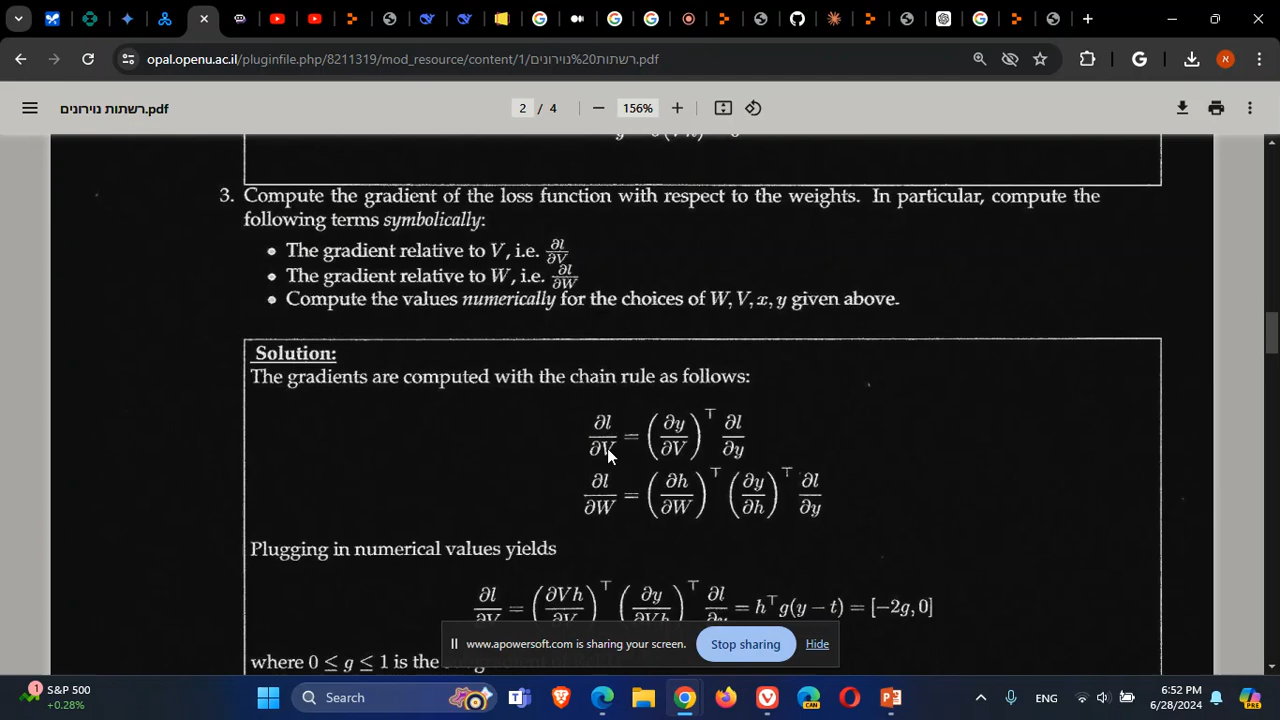 opal.openu.ac.il/pluginfile.php/8211319/mod_resource/content/1/רשתות%20נוירונים.pdf
א
רשתות נוירונים.pdf
2 / 4
156%
3. Compute the gradient of the loss function with respect to the weights. In particular, compute the
following terms symbolically:
• The gradient relative to V, i.e. ∂l/∂V
• The gradient relative to W, i.e. ∂l/∂W
• Compute the values numerically for the choices of W, V, x, y given above.
Solution:
The gradients are computed with the chain rule as follows:
∂l/∂V = (∂y/∂V)⊤ ∂l/∂y
∂l/∂W = (∂h/∂W)⊤ (∂y/∂h)⊤ ∂l/∂y
Plugging in numerical values yields
∂l/∂V = (∂Vh/∂V)⊤ (∂y/∂Vh)⊤ ∂l/∂y = h⊤g(y − t) = [−2g, 0]
www.apowersoft.com is sharing your screen.
Stop sharing
Hide
where 0 ≤ g ≤ 1 is the
1
S&P 500
+0.28%
Search
CAN
ENG
6:52 PM
6/28/2024
PRE